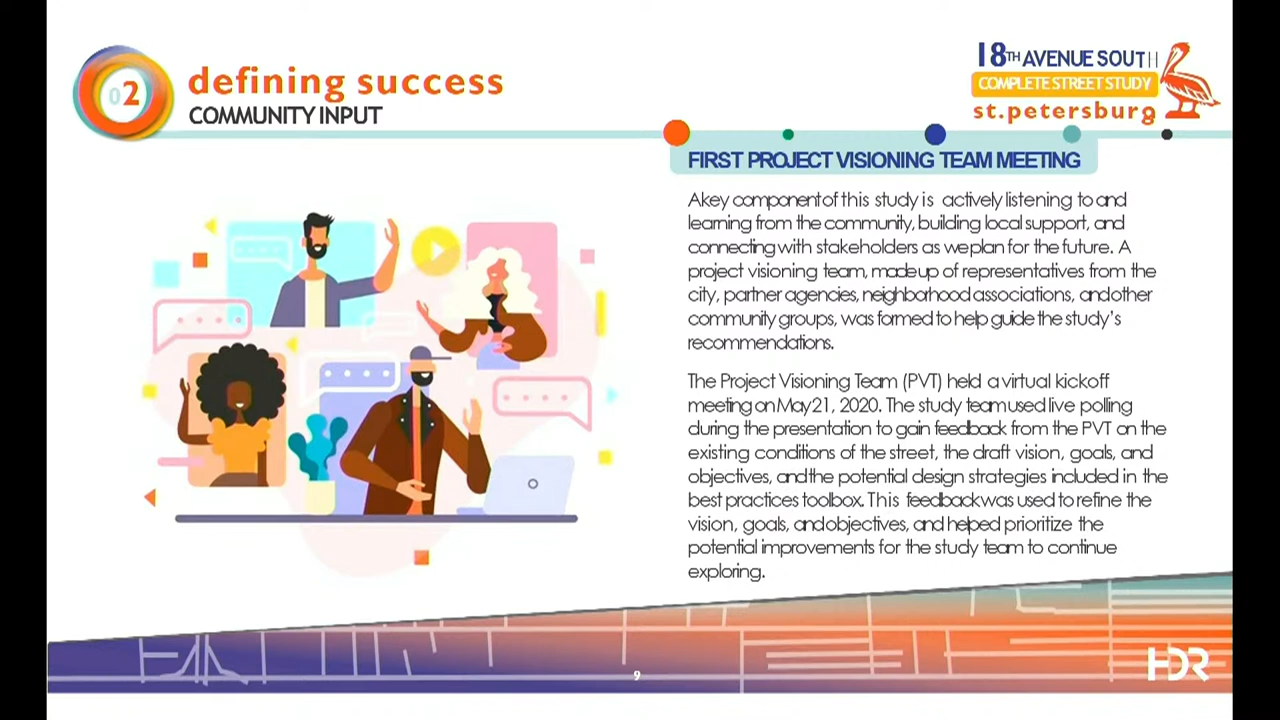 02
defining success
COMMUNITY INPUT
18TH AVENUE SOUTH
COMPLETE STREET STUDY
st.petersburg
FIRST PROJECT VISIONING TEAM MEETING
A key component of this study is actively listening to and
learning from the community, building local support, and
connecting with stakeholders as we plan for the future. A
project visioning team, made up of representatives from the
city, partner agencies, neighborhood associations, and other
community groups, was formed to help guide the study's
recommendations.
The Project Visioning Team (PVT) held a virtual kickoff
meeting on May 21, 2020. The study team used live polling
during the presentation to gain feedback from the PVT on the
existing conditions of the street, the draft vision, goals, and
objectives, and the potential design strategies included in the
best practices toolbox. This feedback was used to refine the
vision, goals, and objectives, and helped prioritize the
potential improvements for the study team to continue
exploring.
9
HDR